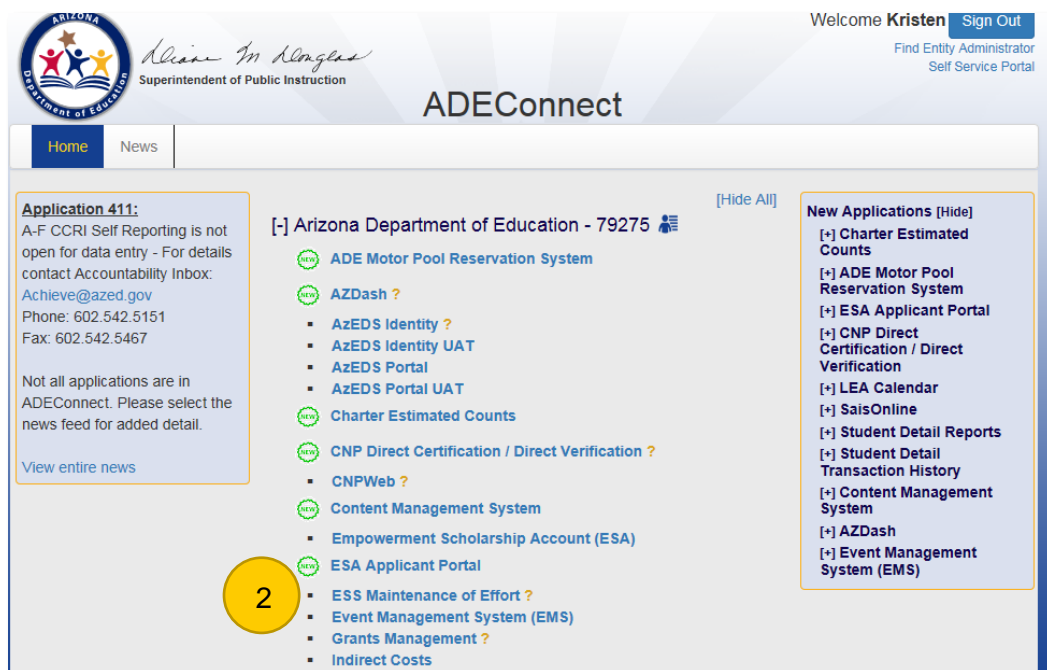 ARIZONA
Department of Education
Diane M Douglas
Superintendent of Public Instruction
Welcome Kristen Sign Out
Find Entity Administrator
Self Service Portal
ADEConnect
Home News
Application 411:
A-F CCRI Self Reporting is not
open for data entry - For details
contact Accountability Inbox:
Achieve@azed.gov
Phone: 602.542.5151
Fax: 602.542.5467
Not all applications are in
ADEConnect. Please select the
news feed for added detail.
View entire news
[Hide All]
[-] Arizona Department of Education - 79275
NEW ADE Motor Pool Reservation System
NEW AZDash ?
▪ AzEDS Identity ?
▪ AzEDS Identity UAT
▪ AzEDS Portal
▪ AzEDS Portal UAT
NEW Charter Estimated Counts
NEW CNP Direct Certification / Direct Verification ?
▪ CNPWeb ?
NEW Content Management System
▪ Empowerment Scholarship Account (ESA)
NEW ESA Applicant Portal
2
▪ ESS Maintenance of Effort ?
▪ Event Management System (EMS)
▪ Grants Management ?
▪ Indirect Costs
New Applications [Hide]
[+] Charter Estimated
Counts
[+] ADE Motor Pool
Reservation System
[+] ESA Applicant Portal
[+] CNP Direct
Certification / Direct
Verification
[+] LEA Calendar
[+] SaisOnline
[+] Student Detail Reports
[+] Student Detail
Transaction History
[+] Content Management
System
[+] AZDash
[+] Event Management
System (EMS)